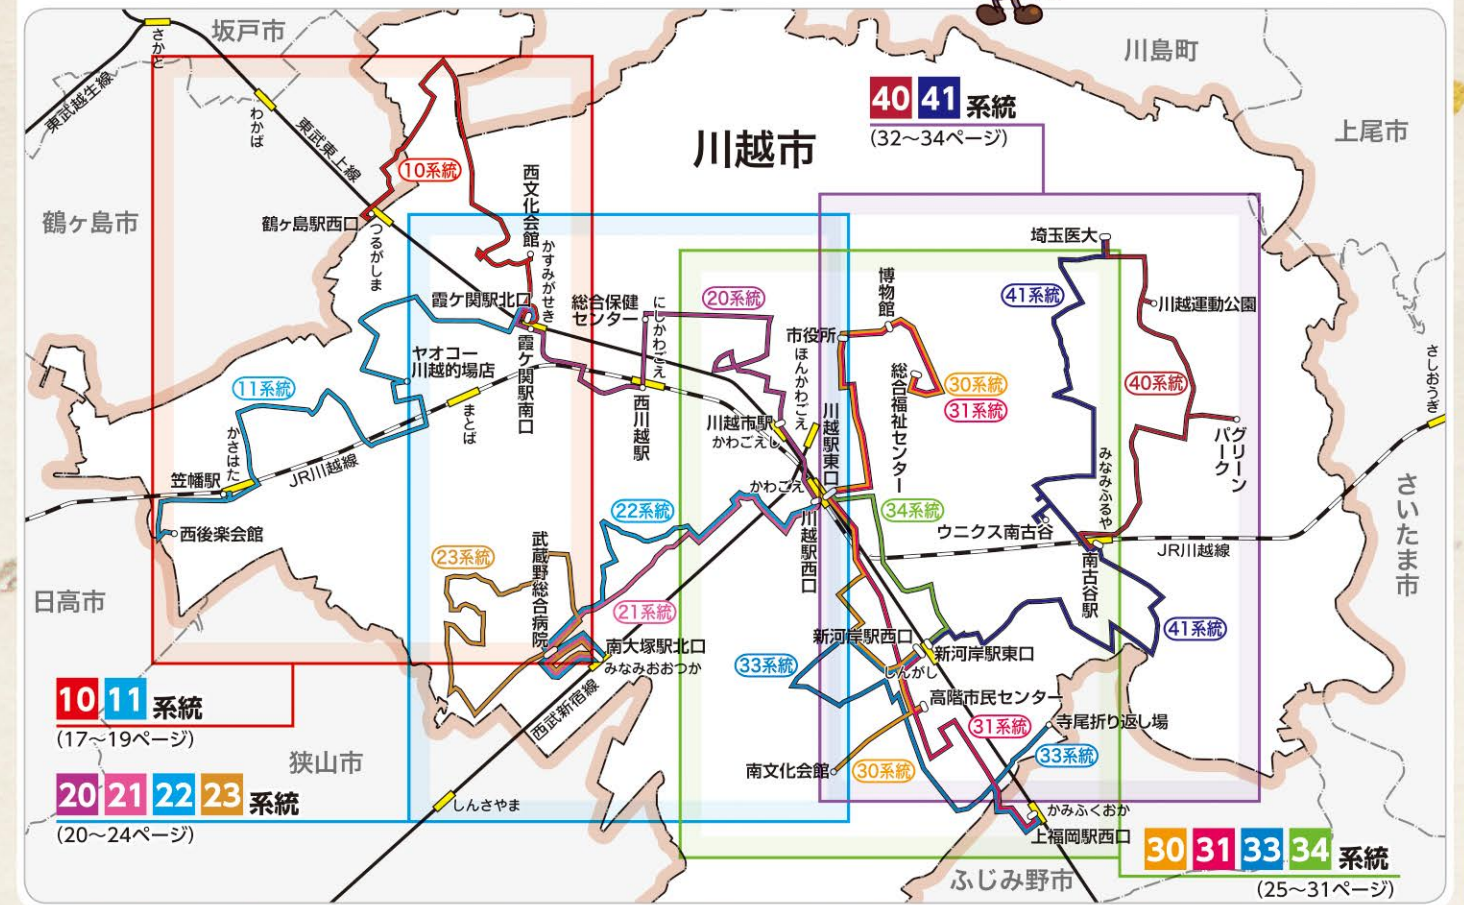 坂戸市
川島町
上尾市
鶴ヶ島市
川越市
さいたま市
日高市
狭山市
ふじみ野市
さかど
東武越生線
わかば
東武東上線
10系統
鶴ヶ島駅西口
つるがしま
西文化会館
かすみがせき
霞ケ関駅北口
霞ケ関駅南口
総合保健
センター
にしかわごえ
西川越駅
20系統
ヤオコー
川越的場店
まとば
11系統
かさはた
笠幡駅
JR川越線
西後楽会館
40 41 系統
(32〜34ページ)
博物館
市役所
ほんかわごえ
総合福祉センター
30系統
31系統
川越市駅
かわごえし
川越駅東口
かわごえ
川越駅西口
34系統
埼玉医大
41系統
川越運動公園
40系統
グリーン
パーク
みなみふるや
ウニクス南古谷
南古谷駅
JR川越線
さしおうぎ
41系統
22系統
23系統
武蔵野総合病院
21系統
南大塚駅北口
みなみおおつか
西武新宿線
しんさやま
新河岸駅西口
新河岸駅東口
しんがし
33系統
高階市民センター
31系統
寺尾折り返し場
33系統
南文化会館
30系統
かみふくおか
上福岡駅西口
10 11 系統
(17〜19ページ)
20 21 22 23 系統
(20〜24ページ)
30 31 33 34 系統
(25〜31ページ)